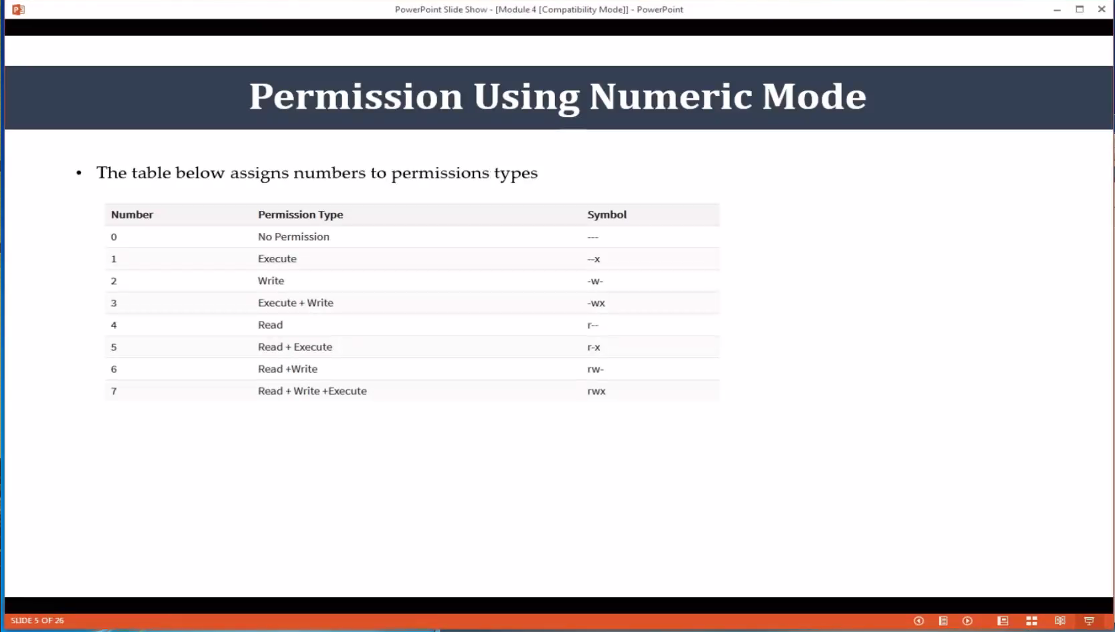 PowerPoint Slide Show - [Module 4 [Compatibility Mode]] - PowerPoint
Permission Using Numeric Mode
• The table below assigns numbers to permissions types
Number Permission Type Symbol
0 No Permission ---
1 Execute --x
2 Write -w-
3 Execute + Write -wx
4 Read r--
5 Read + Execute r-x
6 Read +Write rw-
7 Read + Write +Execute rwx
SLIDE 5 OF 26